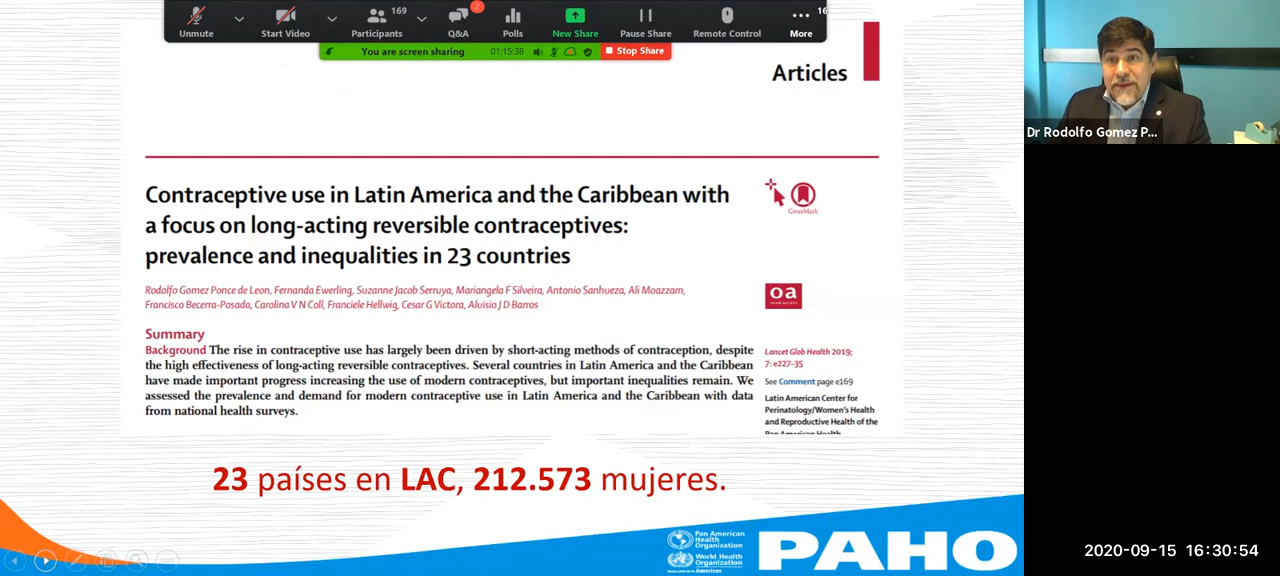 169
2
16
Unmute
Start Video
Participants
Q&A
Polls
New Share
Pause Share
Remote Control
More
You are screen sharing
01:15:38
Stop Share
Articles
Dr Rodolfo Gomez P...
Contraceptive use in Latin America and the Caribbean with
a focus on long-acting reversible contraceptives:
prevalence and inequalities in 23 countries
CrossMark
Rodolfo Gomez Ponce de Leon, Fernanda Ewerling, Suzanne Jacob Serruya, Mariangela F Silveira, Antonio Sanhueza, Ali Moazzam,
Francisco Becerra-Posada, Carolina V N Coll, Franciele Hellwig, Cesar G Victora, Aluisio J D Barros
oa
OPEN ACCESS
Summary
Background The rise in contraceptive use has largely been driven by short-acting methods of contraception, despite
the high effectiveness of long-acting reversible contraceptives. Several countries in Latin America and the Caribbean
have made important progress increasing the use of modern contraceptives, but important inequalities remain. We
assessed the prevalence and demand for modern contraceptive use in Latin America and the Caribbean with data
from national health surveys.
Lancet Glob Health 2019;
7: e227–35
See Comment page e169
Latin American Center for
Perinatology/Women's Health
and Reproductive Health of the
Pan American Health
23 países en LAC, 212.573 mujeres.
Pan American
Health
Organization
World Health
Organization
Americas
PAHO
2020-09-15 16:30:54